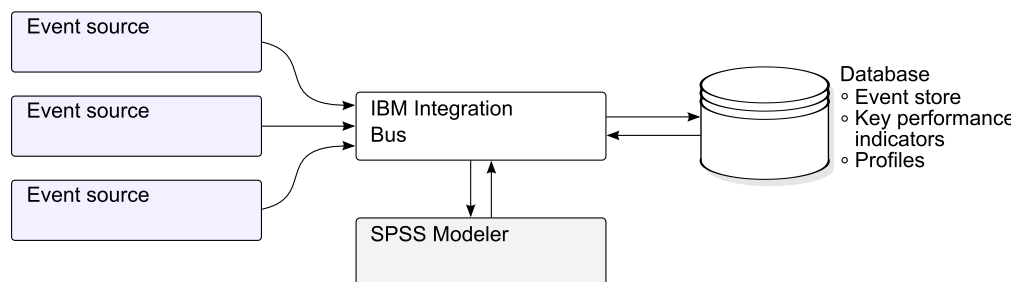 Event source
Event source
Event source
IBM Integration
Bus
SPSS Modeler
Database
Event store
Key performance
indicators
Profiles